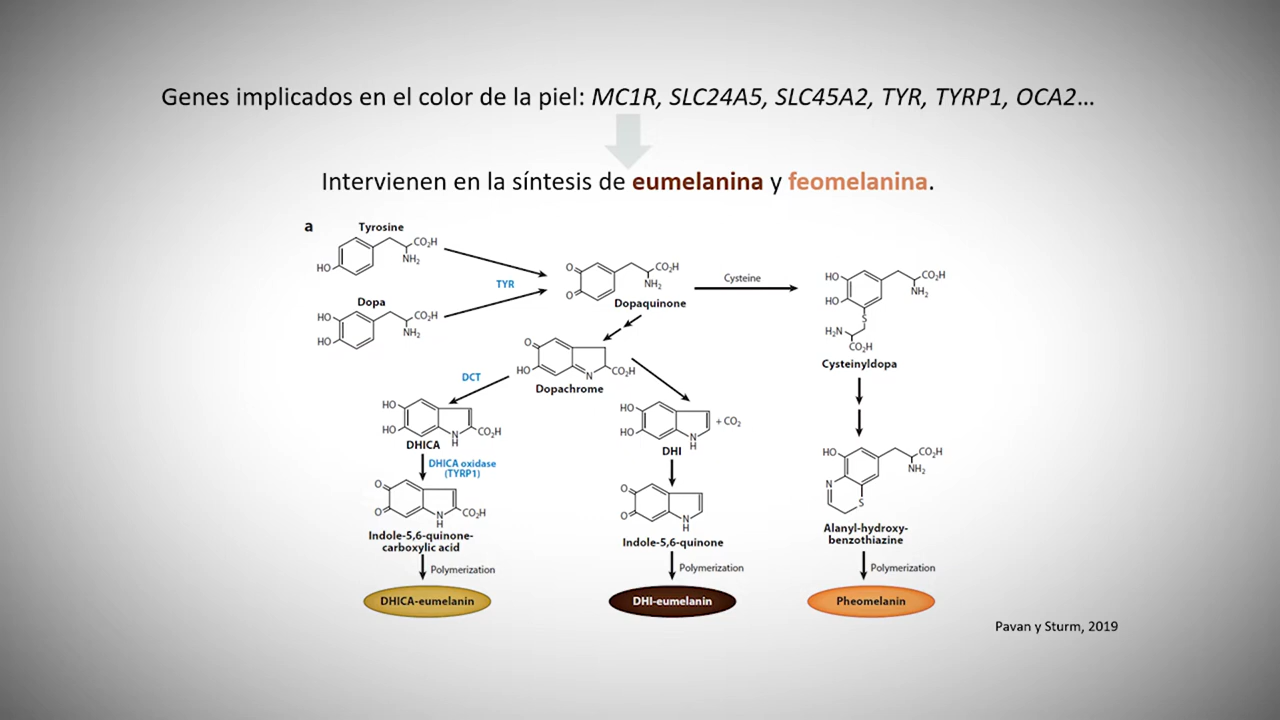 Genes implicados en el color de la piel: MC1R, SLC24A5, SLC45A2, TYR, TYRP1, OCA2...
Intervienen en la síntesis de eumelanina y feomelanina.
a
Tyrosine
HO
CO₂H
NH₂
Dopa
HO
HO
CO₂H
NH₂
TYR
O
O
CO₂H
NH₂
Dopaquinone
Cysteine
HO
HO
CO₂H
NH₂
S
H₂N
CO₂H
Cysteinyldopa
O
HO
N
CO₂H
Dopachrome
DCT
HO
HO
N
H
CO₂H
DHICA
HO
HO
N
H
+ CO₂
DHI
DHICA oxidase
(TYRP1)
O
O
N
H
CO₂H
Indole-5,6-quinone-
carboxylic acid
O
O
N
H
Indole-5,6-quinone
HO
CO₂H
NH₂
N
S
Alanyl-hydroxy-
benzothiazine
Polymerization
Polymerization
Polymerization
DHICA-eumelanin
DHI-eumelanin
Pheomelanin
Pavan y Sturm, 2019